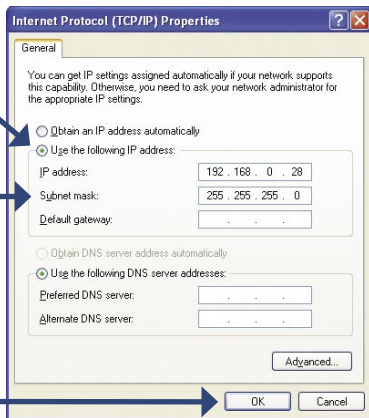 Internet Protocol (TCP/IP) Properties
General
You can get IP settings assigned automatically if your network supports
this capability. Otherwise, you need to ask your network administrator for
the appropriate IP settings.
Obtain an IP address automatically
Use the following IP address:
IP address: 192 . 168 . 0 . 28
Subnet mask: 255 . 255 . 255 . 0
Default gateway: . . .
Obtain DNS server address automatically
Use the following DNS server addresses:
Preferred DNS server: . . .
Alternate DNS server: . . .
Advanced...
OK Cancel